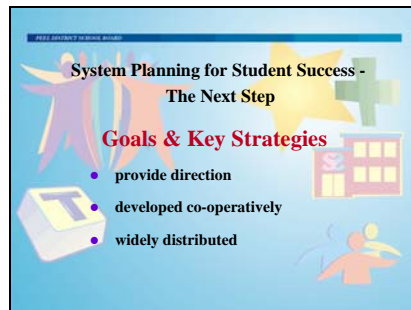 PEEL DISTRICT SCHOOL BOARD
System Planning for Student Success -
The Next Step
Goals & Key Strategies
• provide direction
• developed co-operatively
• widely distributed
T